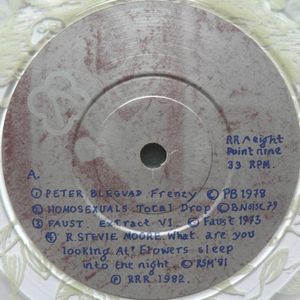 RR^eight
Point nine
33 RPM.
A.
① PETER BLEGVAD Frenzy © PB 1978
② HOMOSEXUALS. Total Drop © BNoise 79
③ FAUST. Extract VI © Faust 1973
④ R. STEVIE MOORE. What are you
looking At? flowers sleep
into the night. © RSM '81
© RRR 1982.